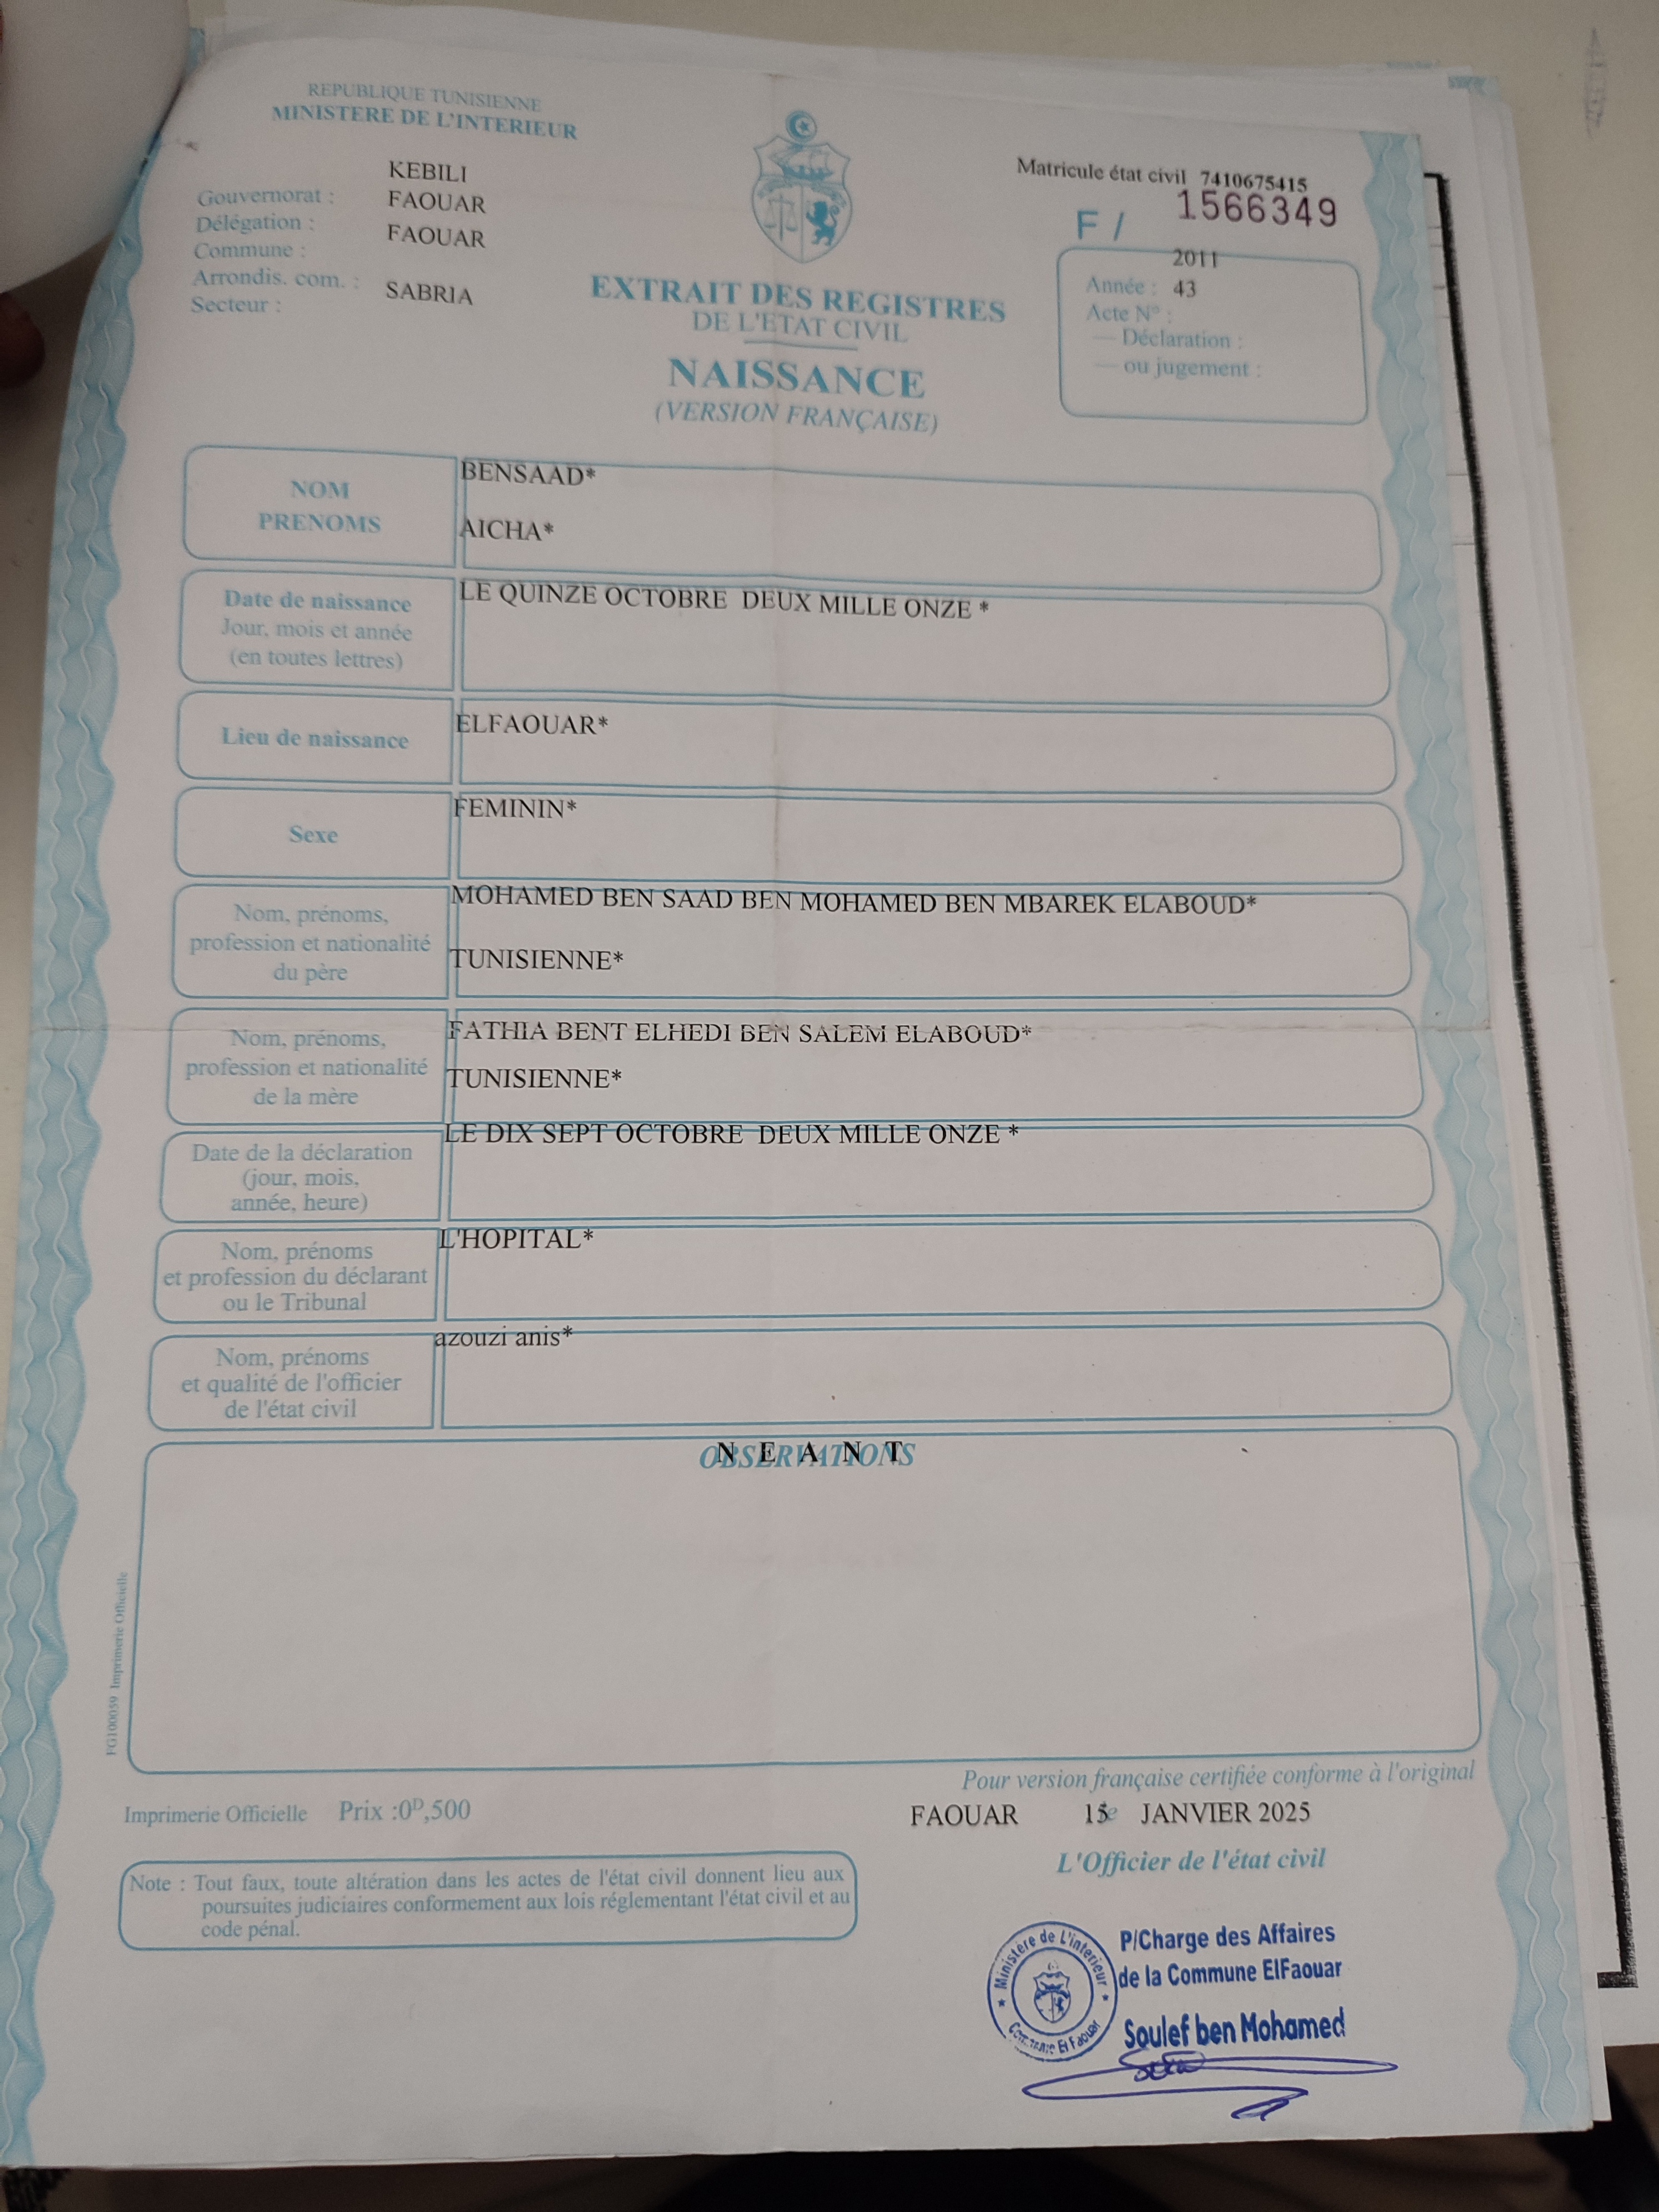 REPUBLIQUE TUNISIENNE
MINISTERE DE L'INTERIEUR
KEBILI
Gouvernorat :
FAOUAR
Délégation :
FAOUAR
Commune :
Arrondis. com. :
SABRIA
Secteur :
Matricule état civil 7410675415
F / 1566349
2011
Année : 43
Acte N° :
— Déclaration :
— ou jugement :
EXTRAIT DES REGISTRES
DE L'ETAT CIVIL
NAISSANCE
(VERSION FRANÇAISE)
NOM
PRENOMS
BENSAAD*
AICHA*
Date de naissance
Jour, mois et année
(en toutes lettres)
LE QUINZE OCTOBRE DEUX MILLE ONZE *
Lieu de naissance
ELFAOUAR*
Sexe
FEMININ*
Nom, prénoms,
profession et nationalité
du père
MOHAMED BEN SAAD BEN MOHAMED BEN MBAREK ELABOUD*
TUNISIENNE*
Nom, prénoms,
profession et nationalité
de la mère
FATHIA BENT ELHEDI BEN SALEM ELABOUD*
TUNISIENNE*
Date de la déclaration
(jour, mois,
année, heure)
LE DIX SEPT OCTOBRE DEUX MILLE ONZE *
Nom, prénoms
et profession du déclarant
ou le Tribunal
L'HOPITAL*
Nom, prénoms
et qualité de l'officier
de l'état civil
azouzi anis*
OBSERVATIONS
N E A N T
FG100059 Imprimerie Officielle
Pour version française certifiée conforme à l'original
Imprimerie Officielle Prix :0D,500
FAOUAR 15 le JANVIER 2025
L'Officier de l'état civil
Note : Tout faux, toute altération dans les actes de l'état civil donnent lieu aux
poursuites judiciaires conformement aux lois réglementant l'état civil et au
code pénal.
Ministère de L'interieur
Commune El Faouar
P/Charge des Affaires
de la Commune ElFaouar
Soulef ben Mohamed